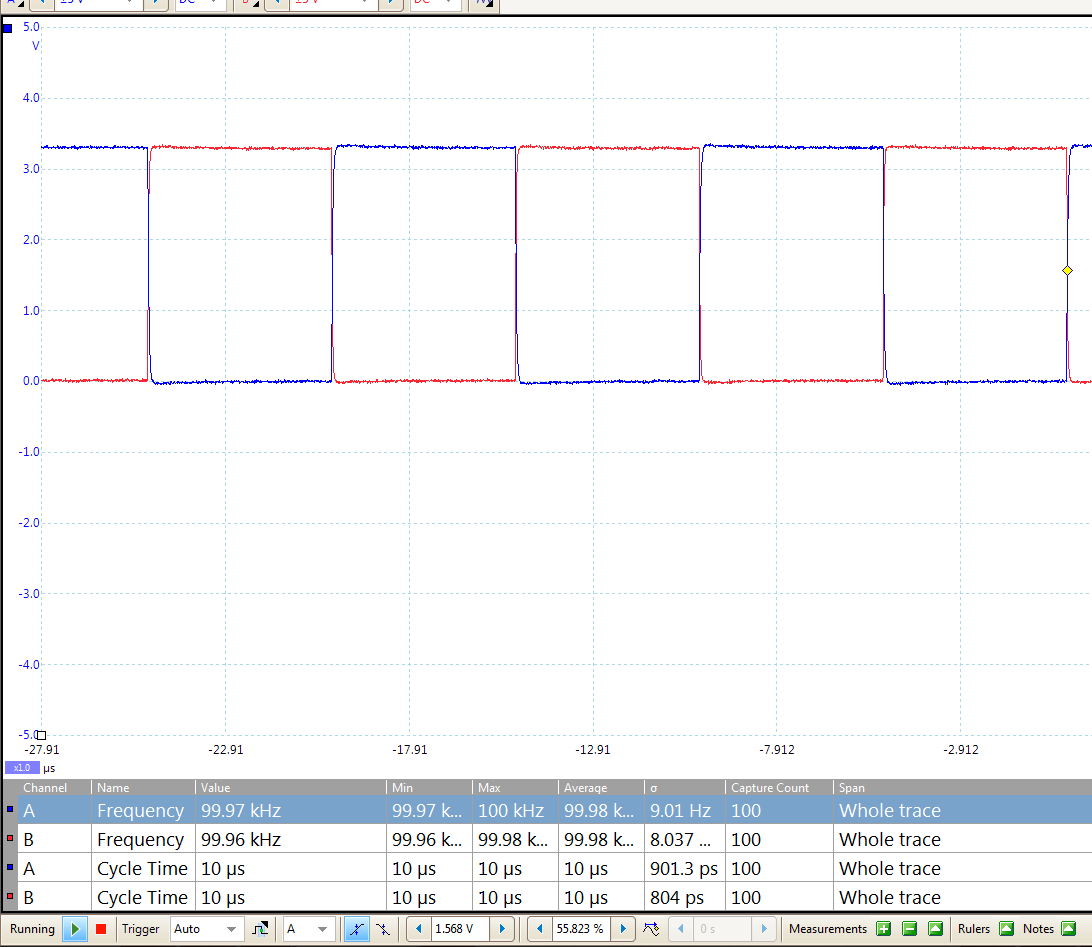 5.0
V
4.0
3.0
2.0
1.0
0.0
-1.0
-2.0
-3.0
-4.0
-5.0
-27.91 -22.91 -17.91 -12.91 -7.912 -2.912
x1.0 µs
Channel Name Value Min Max Average σ Capture Count Span
A Frequency 99.97 kHz 99.97 k... 100 kHz 99.98 k... 9.01 Hz 100 Whole trace
B Frequency 99.96 kHz 99.96 k... 99.98 k... 99.98 k... 8.037 ... 100 Whole trace
A Cycle Time 10 µs 10 µs 10 µs 10 µs 901.3 ps 100 Whole trace
B Cycle Time 10 µs 10 µs 10 µs 10 µs 804 ps 100 Whole trace
Running Trigger Auto A 1.568 V 55.823 % 0 s Measurements Rulers Notes